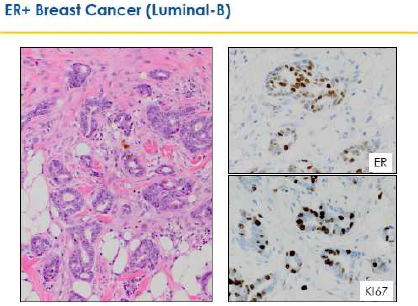 ER+ Breast Cancer (Luminal-B)
ER
KI67